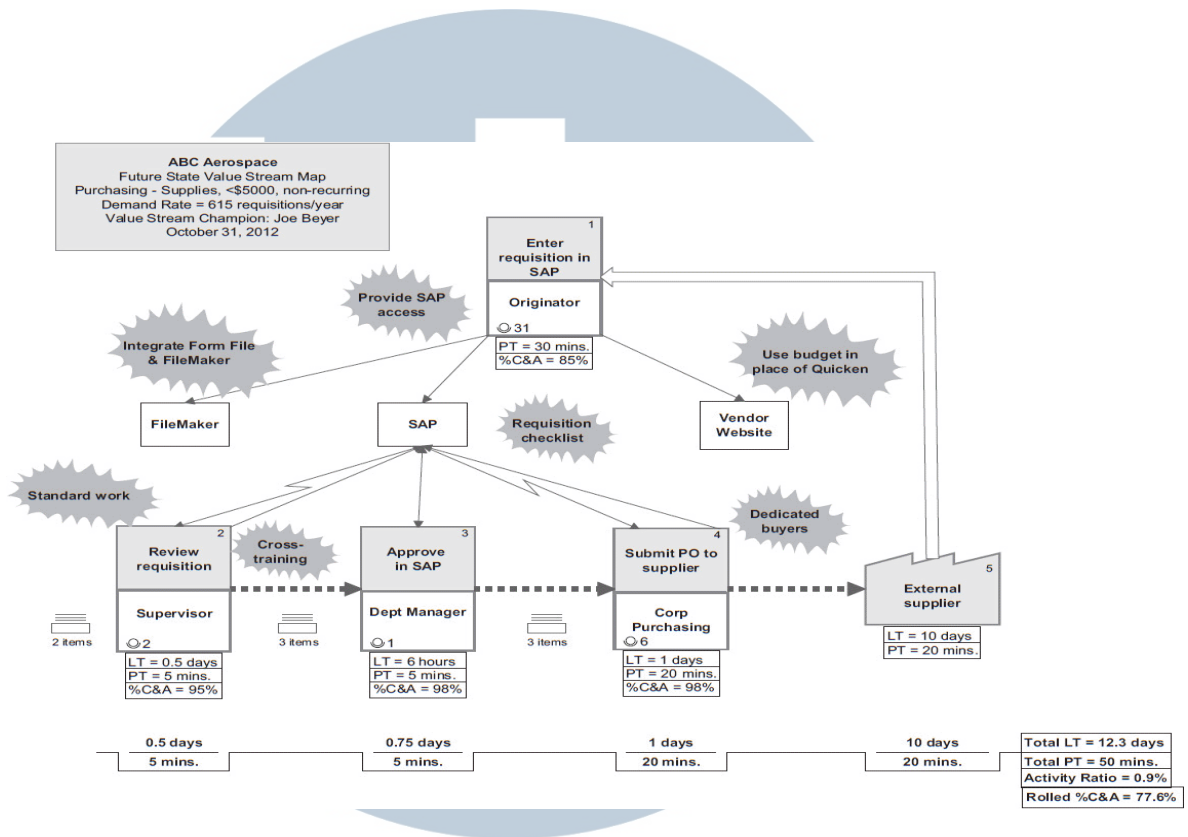 ABC Aerospace
Future State Value Stream Map
Purchasing - Supplies, <$5000, non-recurring
Demand Rate = 615 requisitions/year
Value Stream Champion: Joe Beyer
October 31, 2012
1
Enter
requisition in
SAP
Originator
31
PT = 30 mins.
%C&A = 85%
Provide SAP
access
Integrate Form File
& FileMaker
Use budget in
place of Quicken
FileMaker
SAP
Vendor
Website
Requisition
checklist
Standard work
Cross-
training
Dedicated
buyers
2
Review
requisition
Supervisor
2
LT = 0.5 days
PT = 5 mins.
%C&A = 95%
3
Approve
in SAP
Dept Manager
1
LT = 6 hours
PT = 5 mins.
%C&A = 98%
4
Submit PO to
supplier
Corp
Purchasing
6
LT = 1 days
PT = 20 mins.
%C&A = 98%
5
External
supplier
LT = 10 days
PT = 20 mins.
2 items
3 items
3 items
0.5 days
5 mins.
0.75 days
5 mins.
1 days
20 mins.
10 days
20 mins.
Total LT = 12.3 days
Total PT = 50 mins.
Activity Ratio = 0.9%
Rolled %C&A = 77.6%